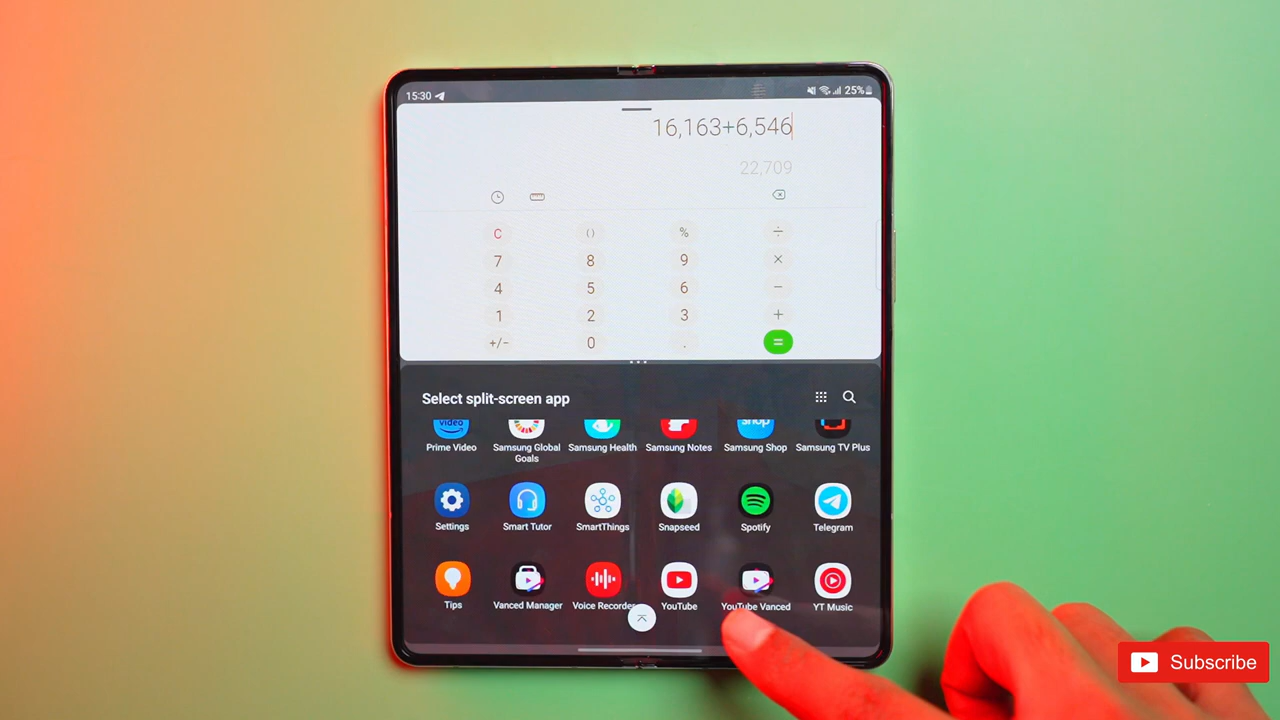 15:30
25%
16,163+6,546
22,709
C () % ÷
7 8 9 ×
4 5 6 −
1 2 3 +
+/− 0 . =
Select split-screen app
video shop
Prime Video Samsung Global Goals Samsung Health Samsung Notes Samsung Shop Samsung TV Plus
Settings Smart Tutor SmartThings Snapseed Spotify Telegram
Tips Vanced Manager Voice Recorder YouTube YouTube Vanced YT Music
Subscribe